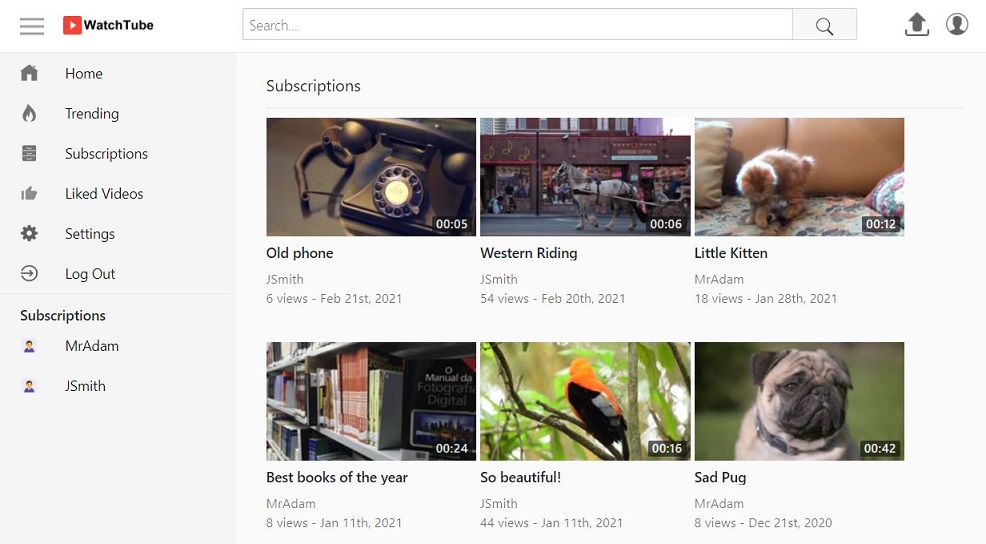 WatchTube
Search...
Home
Trending
Subscriptions
Liked Videos
Settings
Log Out
Subscriptions
MrAdam
JSmith
Subscriptions
00:05
00:06
00:12
Old phone
Western Riding
Little Kitten
JSmith
JSmith
MrAdam
6 views - Feb 21st, 2021
54 views - Feb 20th, 2021
18 views - Jan 28th, 2021
O Manual da
Fotografia
Digital
00:24
00:16
00:42
Best books of the year
So beautiful!
Sad Pug
MrAdam
JSmith
MrAdam
8 views - Jan 11th, 2021
44 views - Jan 11th, 2021
8 views - Dec 21st, 2020